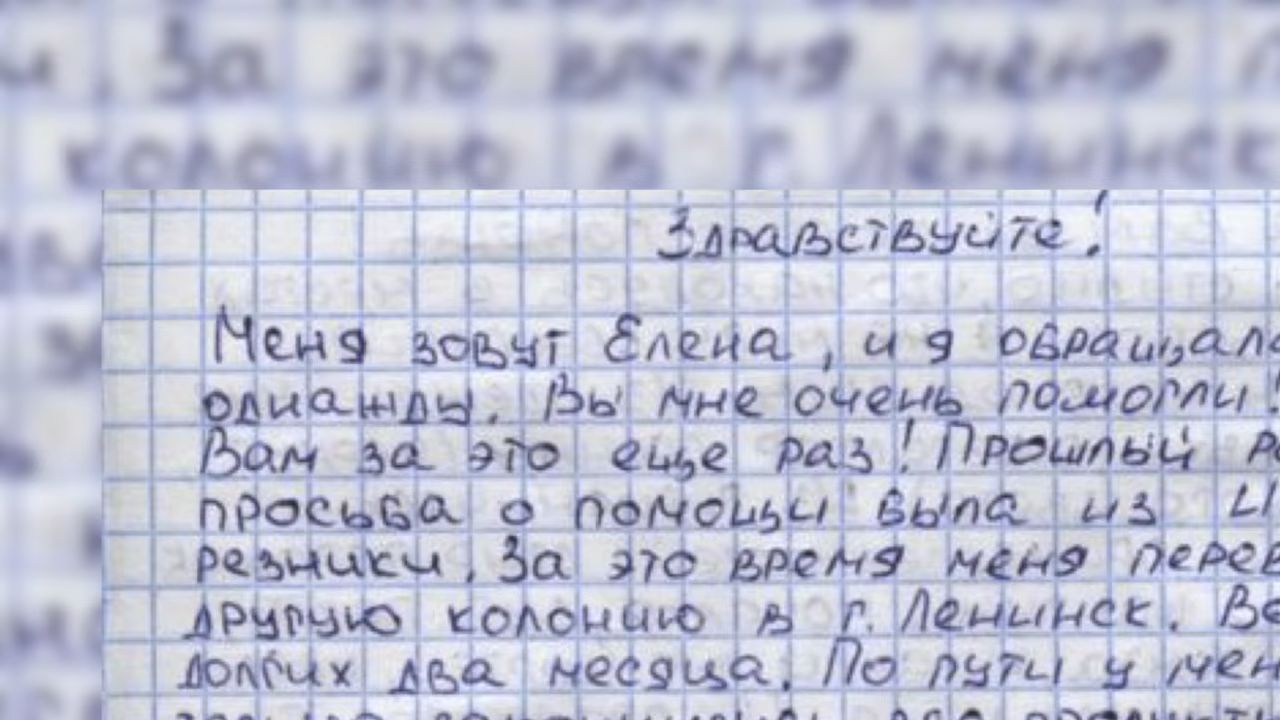 Здравствуйте!
Меня зовут Елена, и я
однажды. Вы мне очень помогли!
Вам за это еще раз! Прошлый
просьба о помощи была из
резники. За это время меня
другую колонию в г. Ленинск.
долгих два месяца. По пути у